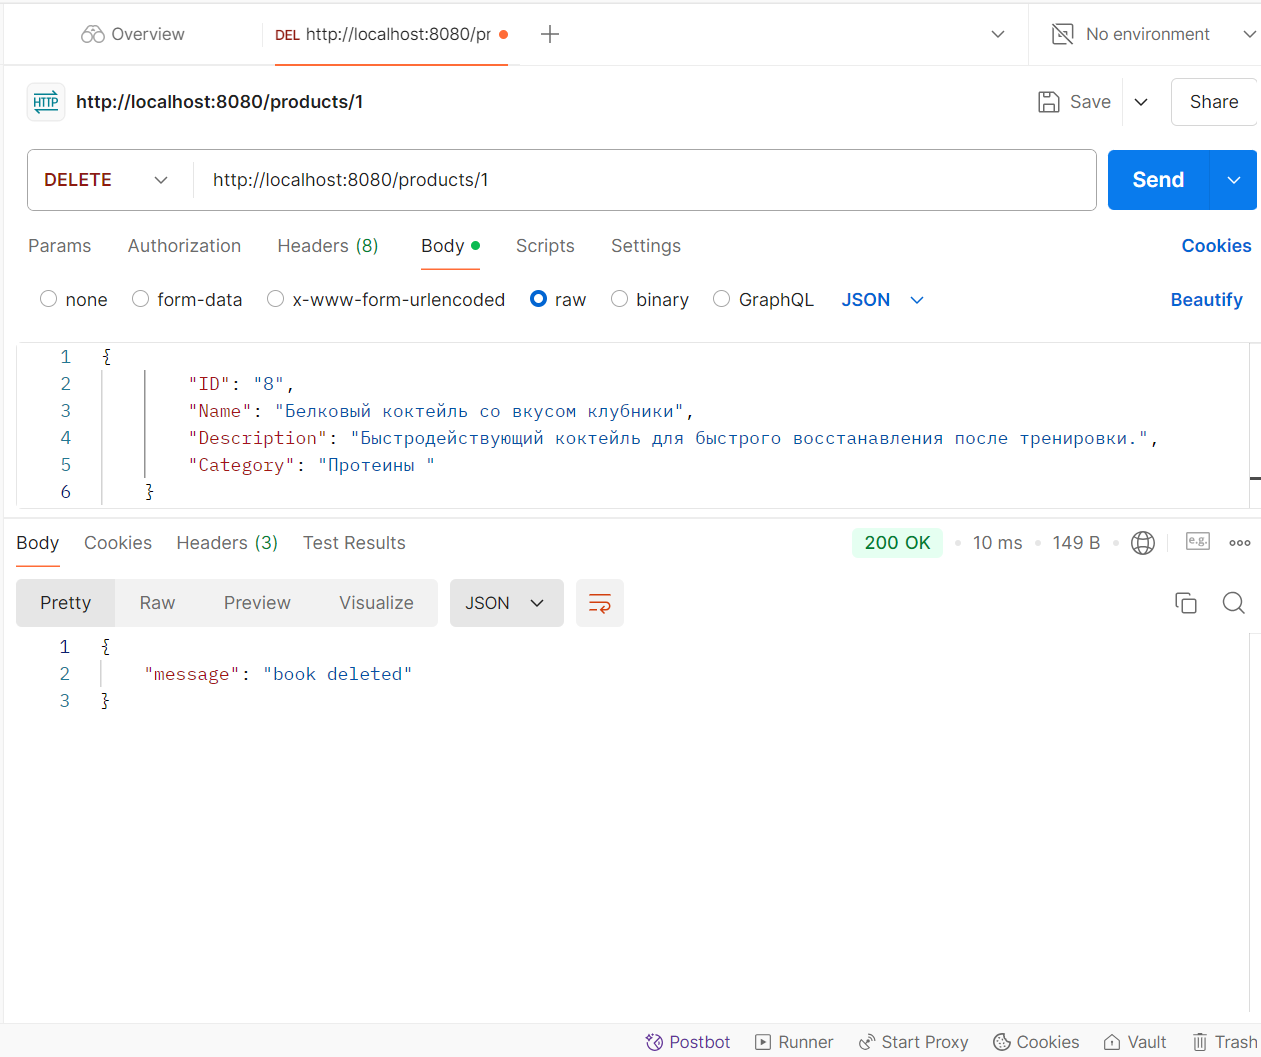 Overview
DEL http://localhost:8080/pr
No environment
HTTP http://localhost:8080/products/1
Save
Share
DELETE
http://localhost:8080/products/1
Send
Params Authorization Headers (8) Body Scripts Settings Cookies
none form-data x-www-form-urlencoded raw binary GraphQL JSON Beautify
1 {
2 "ID": "8",
3 "Name": "Белковый коктейль со вкусом клубники",
4 "Description": "Быстродействующий коктейль для быстрого восстанавления после тренировки.",
5 "Category": "Протеины "
6 }
Body Cookies Headers (3) Test Results 200 OK 10 ms 149 B e.g.
Pretty Raw Preview Visualize JSON
1 {
2 "message": "book deleted"
3 }
Postbot Runner Start Proxy Cookies Vault Trash